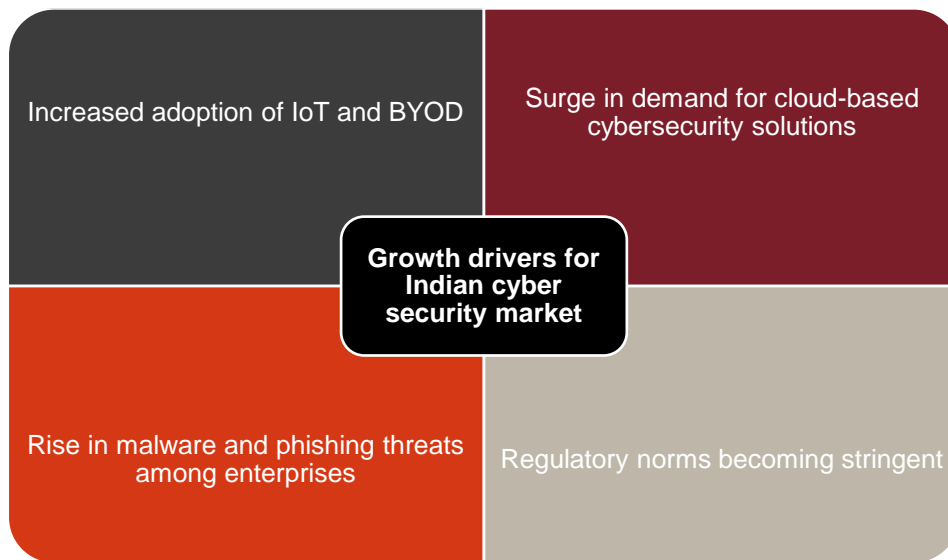 Increased adoption of IoT and BYOD
Surge in demand for cloud-based
cybersecurity solutions
Growth drivers for
Indian cyber
security market
Rise in malware and phishing threats
among enterprises
Regulatory norms becoming stringent